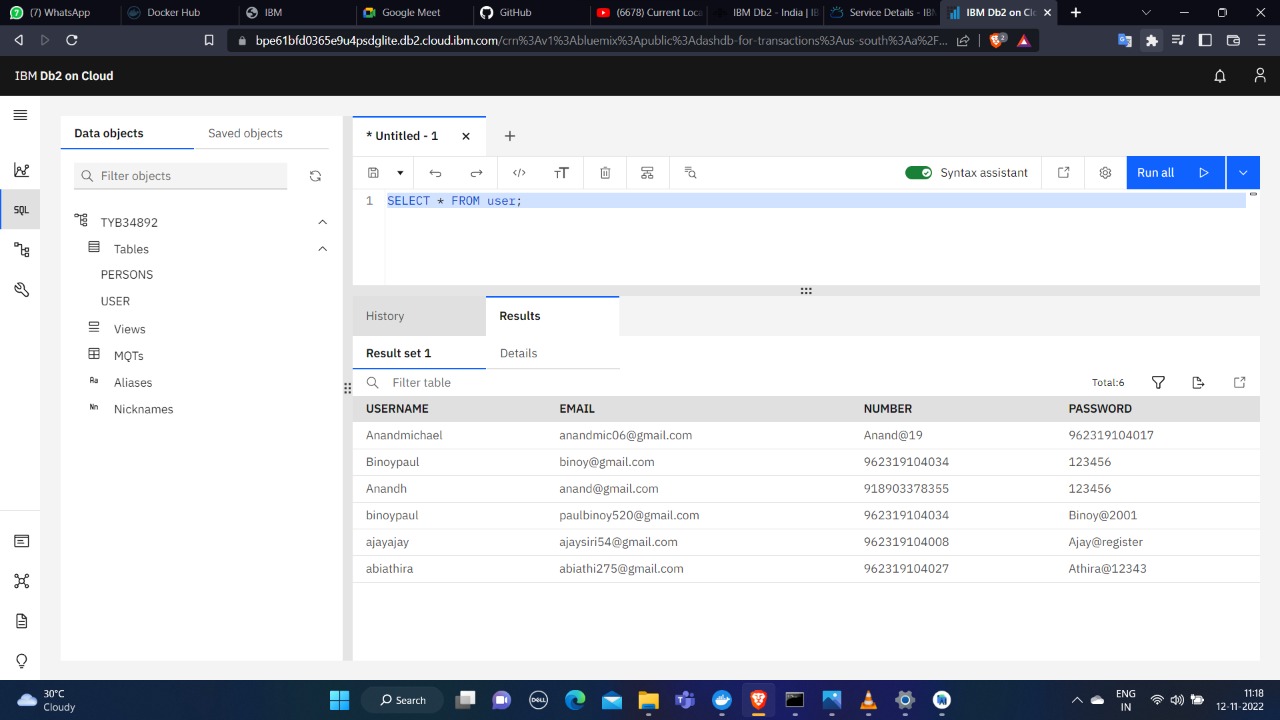 (7) WhatsApp
Docker Hub
IBM
Google Meet
GitHub
(6678) Current Loca
IBM Db2 - India | IB
Service Details - IBM
IBM Db2 on Clo
bpe61bfd0365e9u4psdglite.db2.cloud.ibm.com/crn%3Av1%3Abluemix%3Apublic%3Adashdb-for-transactions%3Aus-south%3Aa%2F...
2
IBM Db2 on Cloud
Data objects
Saved objects
* Untitled - 1
Filter objects
Syntax assistant
Run all
SQL
1
SELECT * FROM user;
TYB34892
Tables
PERSONS
USER
Views
MQTs
Aa
Aliases
Nn
Nicknames
History
Results
Result set 1
Details
Filter table
Total:6
USERNAME EMAIL NUMBER PASSWORD
Anandmichael anandmic06@gmail.com Anand@19 962319104017
Binoypaul binoy@gmail.com 962319104034 123456
Anandh anand@gmail.com 918903378355 123456
binoypaul paulbinoy520@gmail.com 962319104034 Binoy@2001
ajayajay ajaysiri54@gmail.com 962319104008 Ajay@register
abiathira abiathi275@gmail.com 962319104027 Athira@12343
30°C
Cloudy
Search
DELL
ENG
IN
11:18
12-11-2022